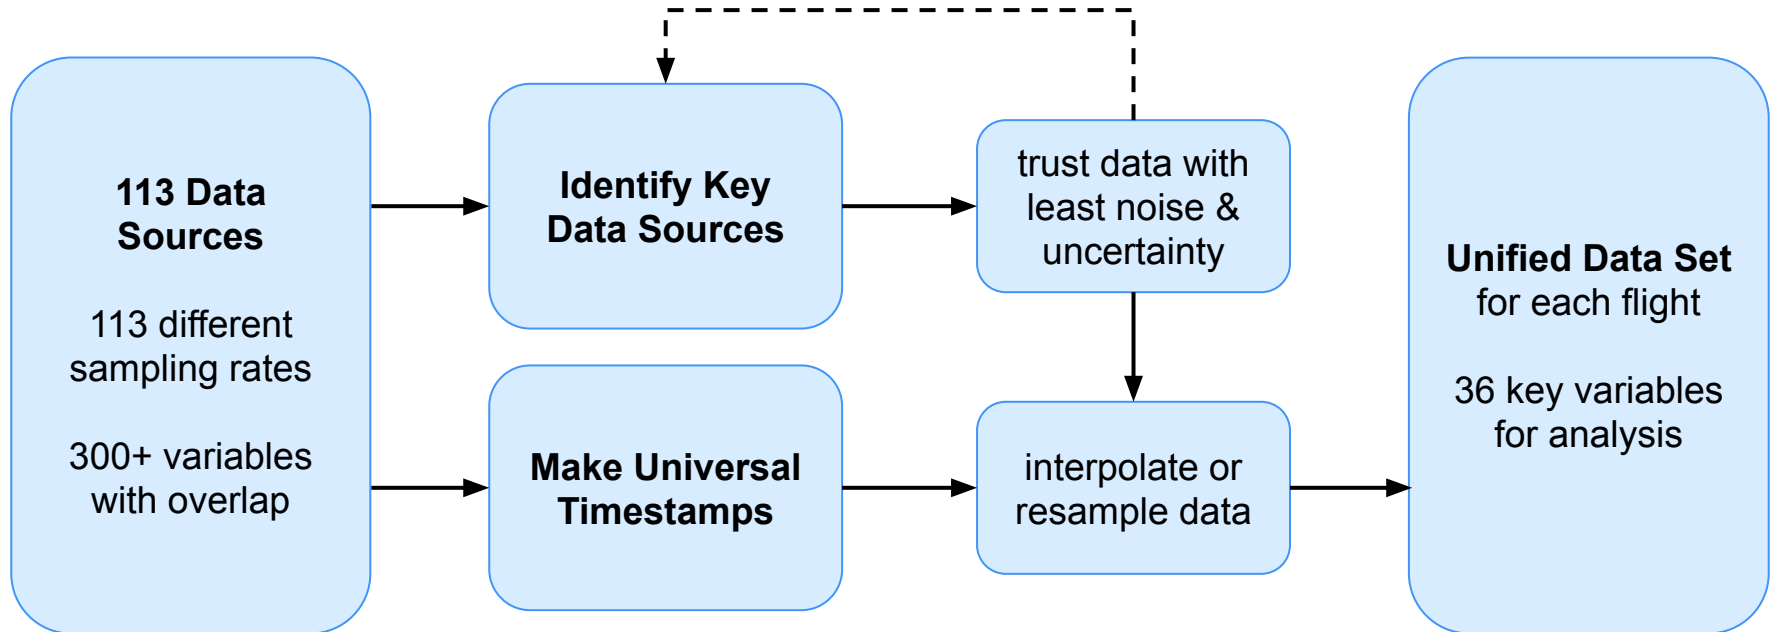 113 Data
Sources
113 different
sampling rates
300+ variables
with overlap
Identify Key
Data Sources
trust data with
least noise &
uncertainty
Make Universal
Timestamps
interpolate or
resample data
Unified Data Set
for each flight
36 key variables
for analysis